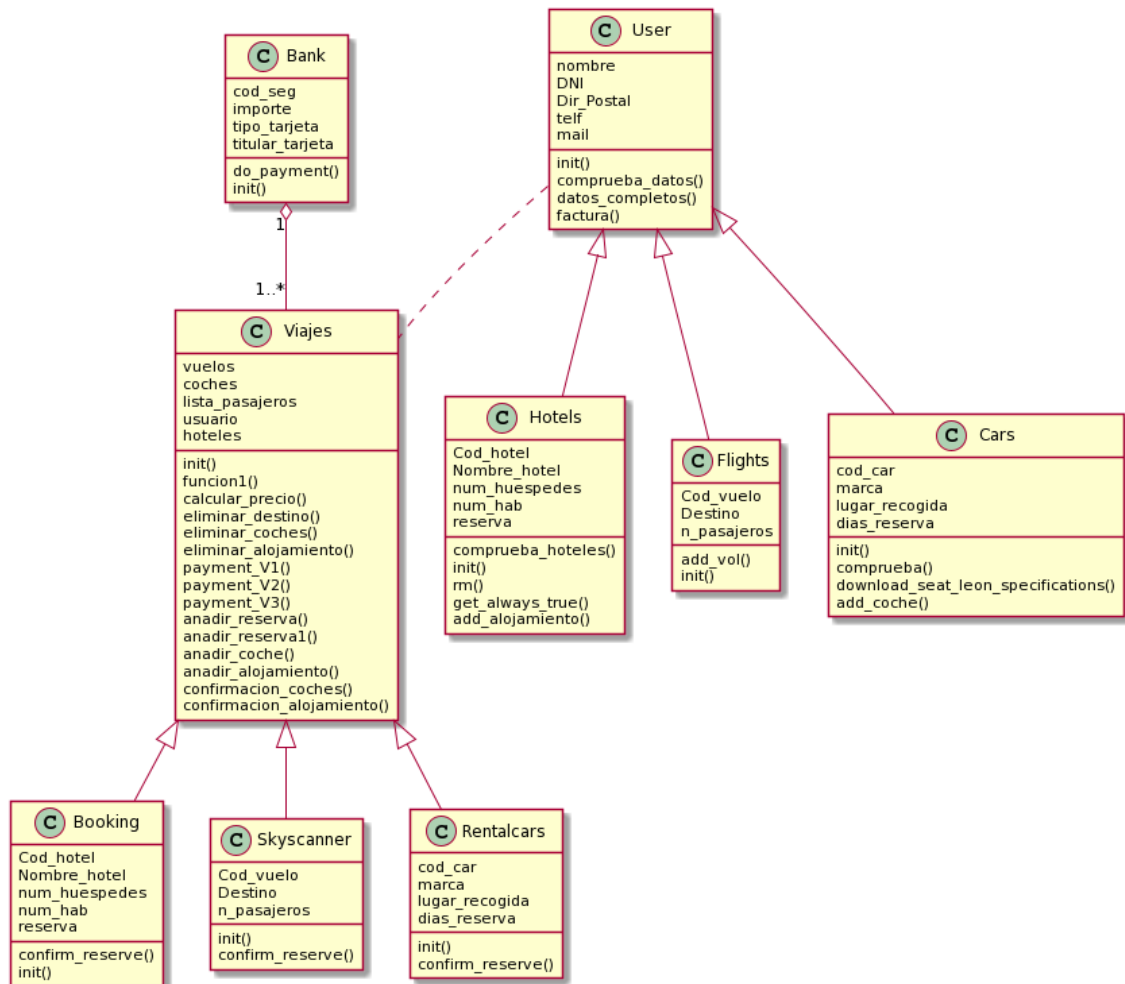 C Bank
cod_seg
importe
tipo_tarjeta
titular_tarjeta
do_payment()
init()
C User
nombre
DNI
Dir_Postal
telf
mail
init()
comprueba_datos()
datos_completos()
factura()
1
1..*
C Viajes
vuelos
coches
lista_pasajeros
usuario
hoteles
init()
funcion1()
calcular_precio()
eliminar_destino()
eliminar_coches()
eliminar_alojamiento()
payment_V1()
payment_V2()
payment_V3()
anadir_reserva()
anadir_reserva1()
anadir_coche()
anadir_alojamiento()
confirmacion_coches()
confirmacion_alojamiento()
C Hotels
Cod_hotel
Nombre_hotel
num_huespedes
num_hab
reserva
comprueba_hoteles()
init()
rm()
get_always_true()
add_alojamiento()
C Flights
Cod_vuelo
Destino
n_pasajeros
add_vol()
init()
C Cars
cod_car
marca
lugar_recogida
dias_reserva
init()
comprueba()
download_seat_leon_specifications()
add_coche()
C Booking
Cod_hotel
Nombre_hotel
num_huespedes
num_hab
reserva
confirm_reserve()
init()
C Skyscanner
Cod_vuelo
Destino
n_pasajeros
init()
confirm_reserve()
C Rentalcars
cod_car
marca
lugar_recogida
dias_reserva
init()
confirm_reserve()